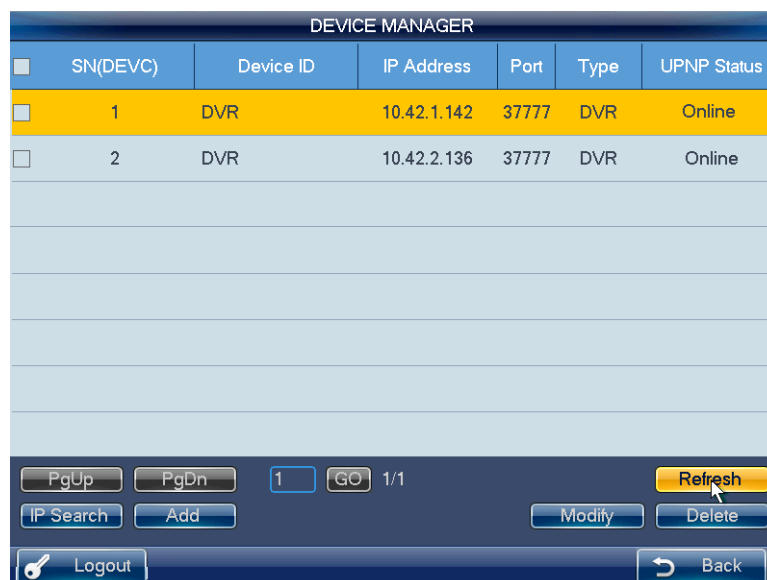 DEVICE MANAGER
SN(DEVC) Device ID IP Address Port Type UPNP Status
1 DVR 10.42.1.142 37777 DVR Online
2 DVR 10.42.2.136 37777 DVR Online
PgUp PgDn 1 GO 1/1 Refresh
IP Search Add Modify Delete
Logout Back